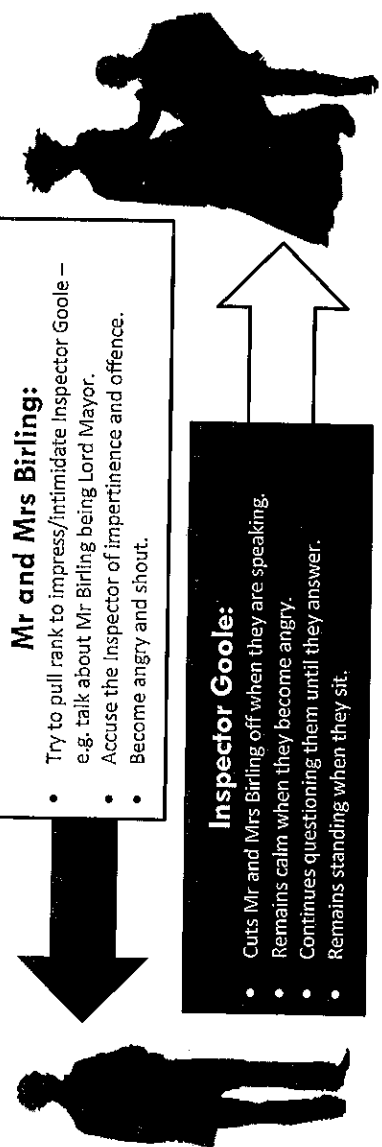 Mr and Mrs Birling:
• Try to pull rank to impress/intimidate Inspector Goole –
e.g. talk about Mr Birling being Lord Mayor.
• Accuse the Inspector of impertinence and offence.
• Become angry and shout.
Inspector Goole:
• Cuts Mr and Mrs Birling off when they are speaking.
• Remains calm when they become angry.
• Continues questioning them until they answer.
• Remains standing when they sit.